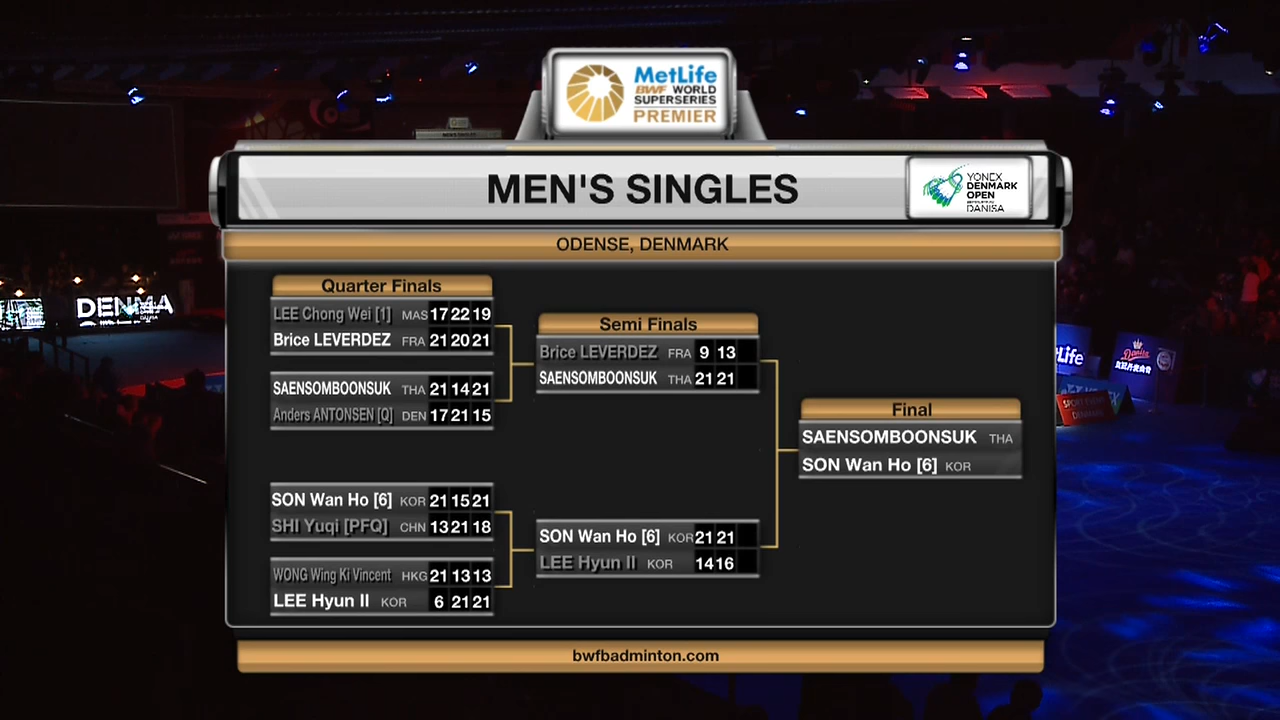 MetLife
BWF WORLD
SUPERSERIES
PREMIER
MEN'S SINGLES
YONEX
DENMARK
OPEN
DANISA
ODENSE, DENMARK
Quarter Finals
LEE Chong Wei [1] MAS 17 22 19
Brice LEVERDEZ FRA 21 20 21
SAENSOMBOONSUK THA 21 14 21
Anders ANTONSEN [Q] DEN 17 21 15
SON Wan Ho [6] KOR 21 15 21
SHI Yuqi [PFQ] CHN 13 21 18
WONG Wing Ki Vincent HKG 21 13 13
LEE Hyun Il KOR 6 21 21
Semi Finals
Brice LEVERDEZ FRA 9 13
SAENSOMBOONSUK THA 21 21
SON Wan Ho [6] KOR 21 21
LEE Hyun Il KOR 14 16
Final
SAENSOMBOONSUK THA
SON Wan Ho [6] KOR
bwfbadminton.com
DENMA
Life
Danisa